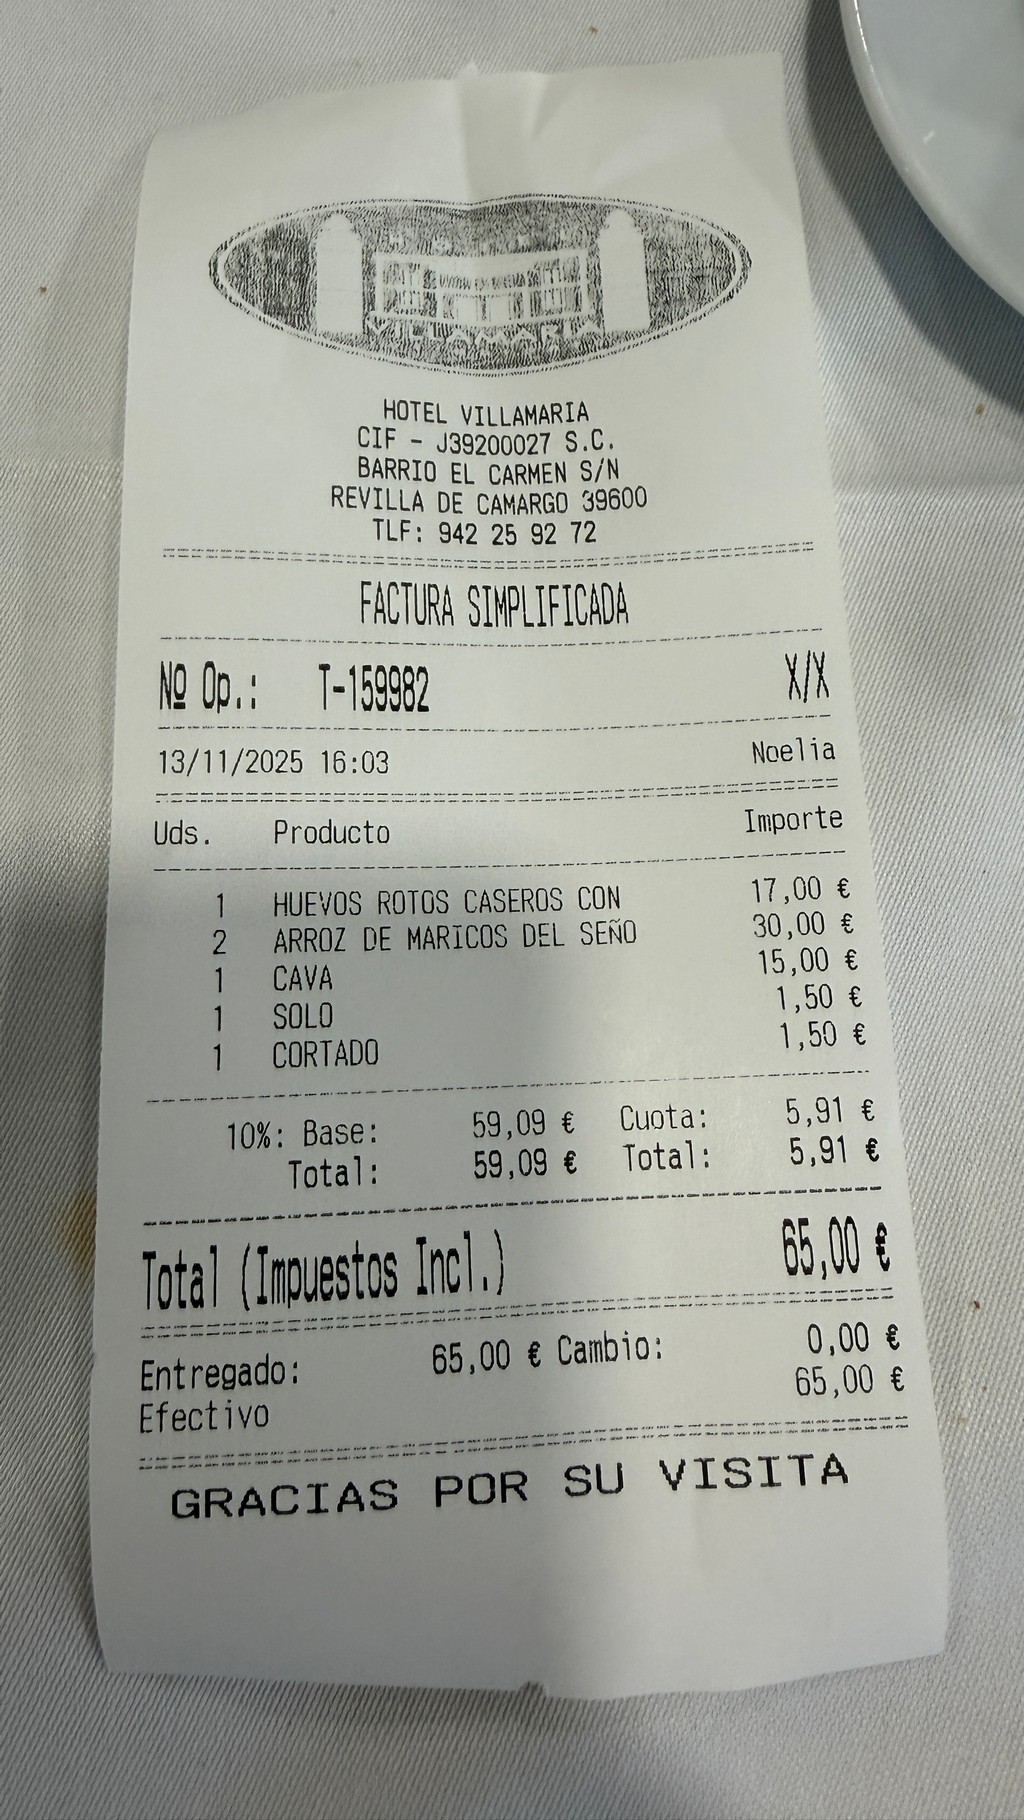 HOTEL
VILLAMARIA
HOTEL VILLAMARIA
CIF - J39200027 S.C.
BARRIO EL CARMEN S/N
REVILLA DE CAMARGO 39600
TLF: 942 25 92 72
FACTURA SIMPLIFICADA
Nº Op.: T-159982 X/X
13/11/2025 16:03 Noelia
Uds. Producto Importe
1 HUEVOS ROTOS CASEROS CON 17,00 €
2 ARROZ DE MARICOS DEL SEÑO 30,00 €
1 CAVA 15,00 €
1 SOLO 1,50 €
1 CORTADO 1,50 €
10%: Base: 59,09 € Cuota: 5,91 €
Total: 59,09 € Total: 5,91 €
Total (Impuestos Incl.) 65,00 €
Entregado: 65,00 € Cambio: 0,00 €
Efectivo 65,00 €
GRACIAS POR SU VISITA